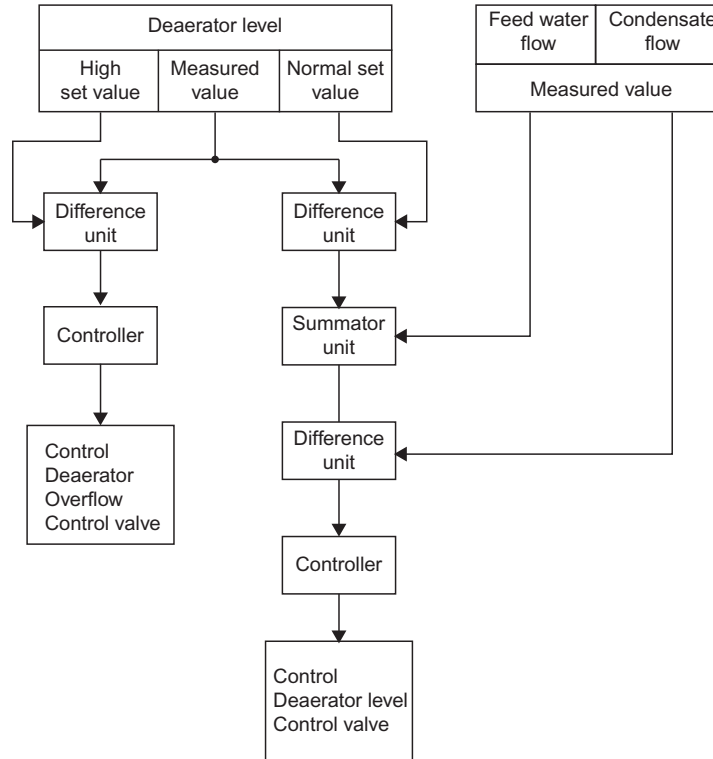 Deaerator level
High
set value
Measured
value
Normal set
value
Feed water
flow
Condensate
flow
Measured value
Difference
unit
Difference
unit
Controller
Summator
unit
Control
Deaerator
Overflow
Control valve
Difference
unit
Controller
Control
Deaerator level
Control valve